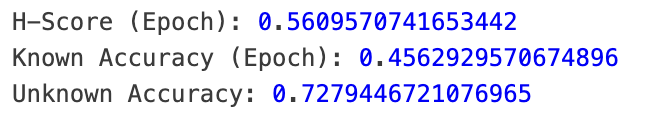 H-Score (Epoch): 0.5609570741653442
Known Accuracy (Epoch): 0.4562929570674896
Unknown Accuracy: 0.7279446721076965